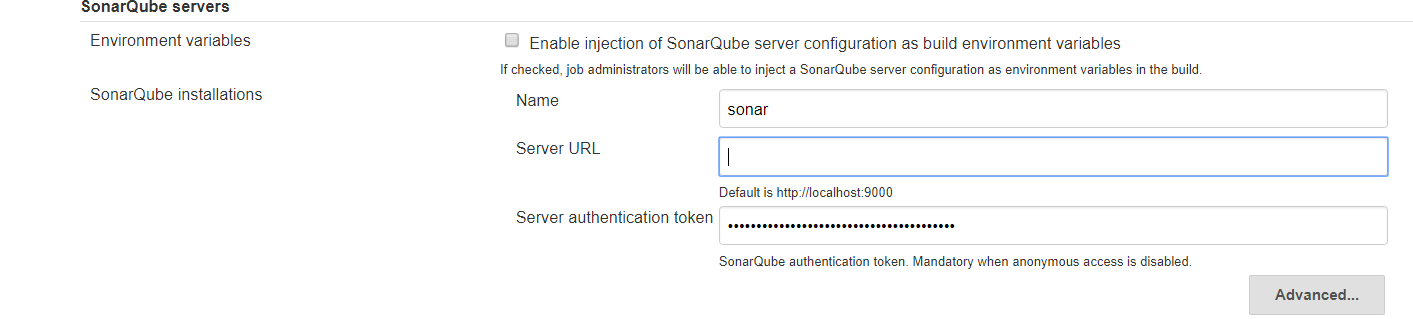 SonarQube servers
Environment variables
Enable injection of SonarQube server configuration as build environment variables
If checked, job administrators will be able to inject a SonarQube server configuration as environment variables in the build.
SonarQube installations
Name
sonar
Server URL
Default is http://localhost:9000
Server authentication token
••••••••••••••••••••••••••••••••••••••••
SonarQube authentication token. Mandatory when anonymous access is disabled.
Advanced...